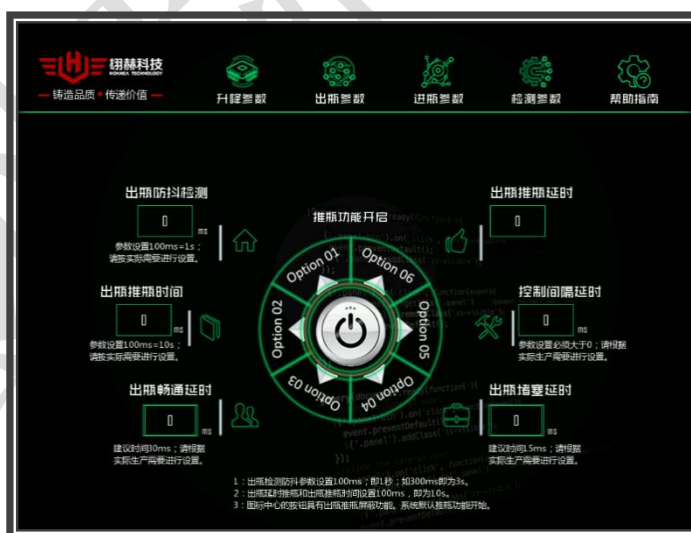 翊赫科技
铸造品质·传递价值
升降参数
出瓶参数
进瓶参数
检测参数
帮助指南
出瓶防抖检测
0
ms
参数设置100ms=1s；
请按实际需要进行设置。
推瓶功能开启
出瓶推瓶延时
0
Option 01
Option 06
Option 02
Option 05
Option 03
Option 04
出瓶推瓶时间
0
ms
参数设置100ms=10s；
请按实际需要进行设置。
控制间隔延时
0
ms
参数设置必须大于0；请根据
实际生产需要进行设置。
出瓶畅通延时
0
ms
建议时间30ms；请根据
实际生产需要进行设置。
出瓶堵塞延时
0
ms
建议时间15ms；请根据
实际生产需要进行设置。
event.preventDefault();
1：出瓶检测防抖参数设置100ms；即1秒；如300ms即为3s。
2：出瓶延时推瓶和出瓶推瓶时间设置100ms，即为10s。
3：图标中心的按钮具有出瓶推瓶屏蔽功能。系统默认推瓶功能开始。